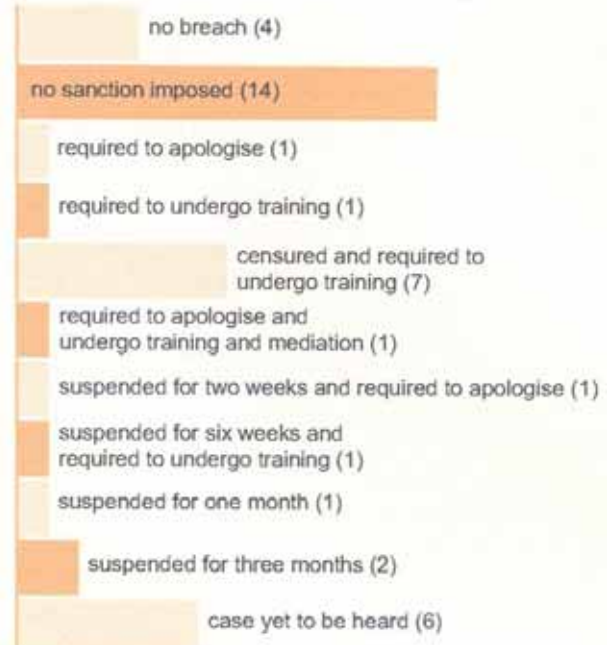 no breach (4)
no sanction imposed (14)
required to apologise (1)
required to undergo training (1)
censured and required to
undergo training (7)
required to apologise and
undergo training and mediation (1)
suspended for two weeks and required to apologise (1)
suspended for six weeks and
required to undergo training (1)
suspended for one month (1)
suspended for three months (2)
case yet to be heard (6)